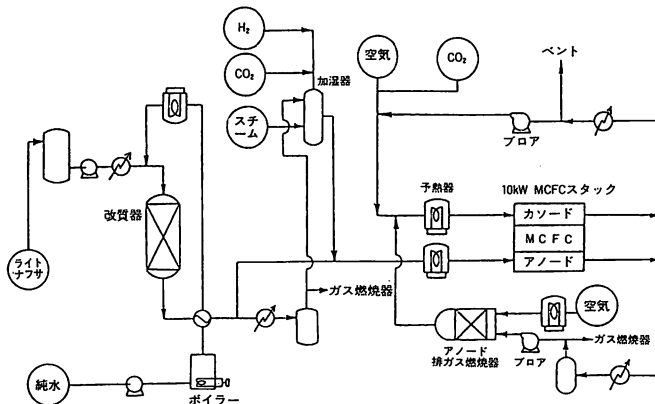 H₂
CO₂
加湿器
スチ
ーム
空気
CO₂
ベント
ブロア
予熱器
10kW MCFCスタック
カソード
MCFC
アノード
改質器
ライト
ナフサ
ガス燃焼器
空気
アノード
排ガス燃焼器
ブロア
ガス燃焼器
純水
ボイラー